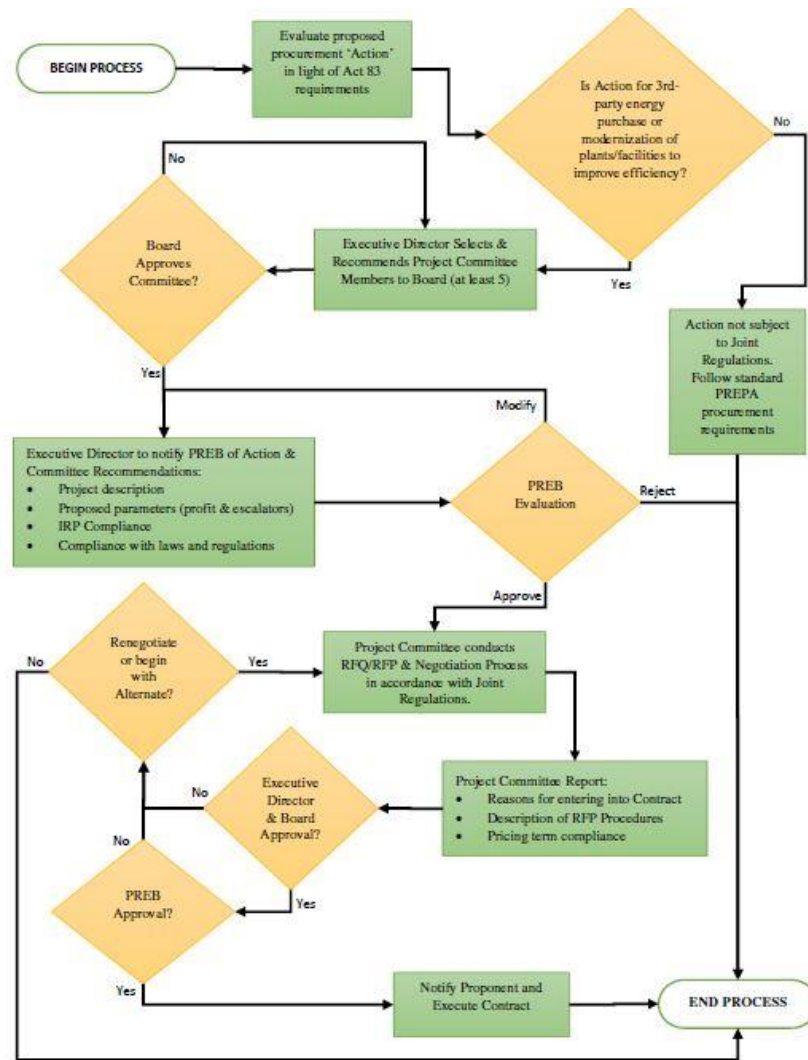 BEGIN PROCESS
Evaluate proposed
procurement ‘Action’
in light of Act 83
requirements
Is Action for 3rd-
party energy
purchase or
modernization of
plants/facilities to
improve efficiency?
No
No
Board
Approves
Committee?
Executive Director Selects &
Recommends Project Committee
Members to Board (at least 5)
Yes
Yes
Action not subject
to Joint
Regulations.
Follow standard
PREPA
procurement
requirements
Modify
Executive Director to notify PREB of Action &
Committee Recommendations:
• Project description
• Proposed parameters (profit & escalators)
• IRP Compliance
• Compliance with laws and regulations
PREB
Evaluation
Reject
Approve
Renegotiate
or begin
with
Alternate?
No
Yes
Project Committee conducts
RFQ/RFP & Negotiation Process
in accordance with Joint
Regulations.
Executive
Director
& Board
Approval?
No
Project Committee Report:
• Reasons for entering into Contract
• Description of RFP Procedures
• Pricing term compliance
No
Yes
PREB
Approval?
Yes
Notify Proponent and
Execute Contract
END PROCESS